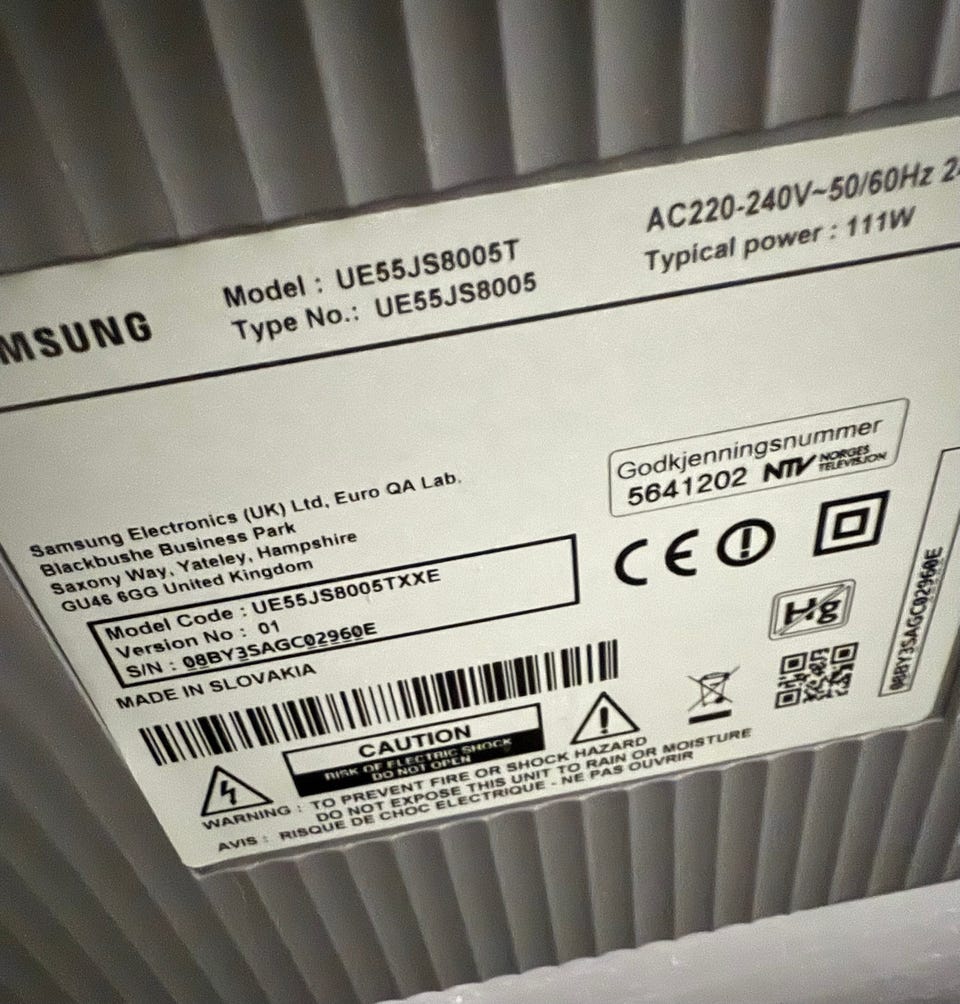 MSUNG
Model : UE55JS8005T
Type No.: UE55JS8005
AC220-240V~50/60Hz
Typical power : 111W
Godkjenningsnummer
5641202 NTV NORGES TELEVISJON
Samsung Electronics (UK) Ltd, Euro QA Lab.
Blackbushe Business Park
Saxony Way, Yateley, Hampshire
GU46 6GG United Kingdom
Model Code : UE55JS8005TXXE
Version No : 01
S/N : 08BY3SAGC02960E
MADE IN SLOVAKIA
CE
Hg
08BY3SAGC02960E
CAUTION
RISK OF ELECTRIC SHOCK
DO NOT OPEN
WARNING : TO PREVENT FIRE OR SHOCK HAZARD
DO NOT EXPOSE THIS UNIT TO RAIN OR MOISTURE
AVIS : RISQUE DE CHOC ELECTRIQUE - NE PAS OUVRIR